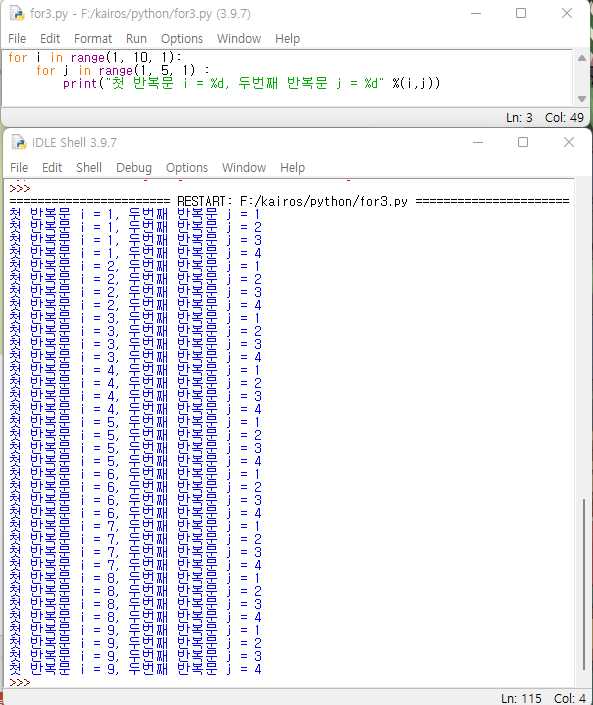 for3.py - F:/kairos/python/for3.py (3.9.7)
File Edit Format Run Options Window Help
for i in range(1, 10, 1):
    for j in range(1, 5, 1) :
        print("첫 반복문 i = %d, 두번째 반복문 j = %d" %(i,j))
Ln: 3 Col: 49
IDLE Shell 3.9.7
File Edit Shell Debug Options Window Help
>>>
====================== RESTART: F:/kairos/python/for3.py ======================
첫 반복문 i = 1, 두번째 반복문 j = 1
첫 반복문 i = 1, 두번째 반복문 j = 2
첫 반복문 i = 1, 두번째 반복문 j = 3
첫 반복문 i = 1, 두번째 반복문 j = 4
첫 반복문 i = 2, 두번째 반복문 j = 1
첫 반복문 i = 2, 두번째 반복문 j = 2
첫 반복문 i = 2, 두번째 반복문 j = 3
첫 반복문 i = 2, 두번째 반복문 j = 4
첫 반복문 i = 3, 두번째 반복문 j = 1
첫 반복문 i = 3, 두번째 반복문 j = 2
첫 반복문 i = 3, 두번째 반복문 j = 3
첫 반복문 i = 3, 두번째 반복문 j = 4
첫 반복문 i = 4, 두번째 반복문 j = 1
첫 반복문 i = 4, 두번째 반복문 j = 2
첫 반복문 i = 4, 두번째 반복문 j = 3
첫 반복문 i = 4, 두번째 반복문 j = 4
첫 반복문 i = 5, 두번째 반복문 j = 1
첫 반복문 i = 5, 두번째 반복문 j = 2
첫 반복문 i = 5, 두번째 반복문 j = 3
첫 반복문 i = 5, 두번째 반복문 j = 4
첫 반복문 i = 6, 두번째 반복문 j = 1
첫 반복문 i = 6, 두번째 반복문 j = 2
첫 반복문 i = 6, 두번째 반복문 j = 3
첫 반복문 i = 6, 두번째 반복문 j = 4
첫 반복문 i = 7, 두번째 반복문 j = 1
첫 반복문 i = 7, 두번째 반복문 j = 2
첫 반복문 i = 7, 두번째 반복문 j = 3
첫 반복문 i = 7, 두번째 반복문 j = 4
첫 반복문 i = 8, 두번째 반복문 j = 1
첫 반복문 i = 8, 두번째 반복문 j = 2
첫 반복문 i = 8, 두번째 반복문 j = 3
첫 반복문 i = 8, 두번째 반복문 j = 4
첫 반복문 i = 9, 두번째 반복문 j = 1
첫 반복문 i = 9, 두번째 반복문 j = 2
첫 반복문 i = 9, 두번째 반복문 j = 3
첫 반복문 i = 9, 두번째 반복문 j = 4
>>>
Ln: 115 Col: 4